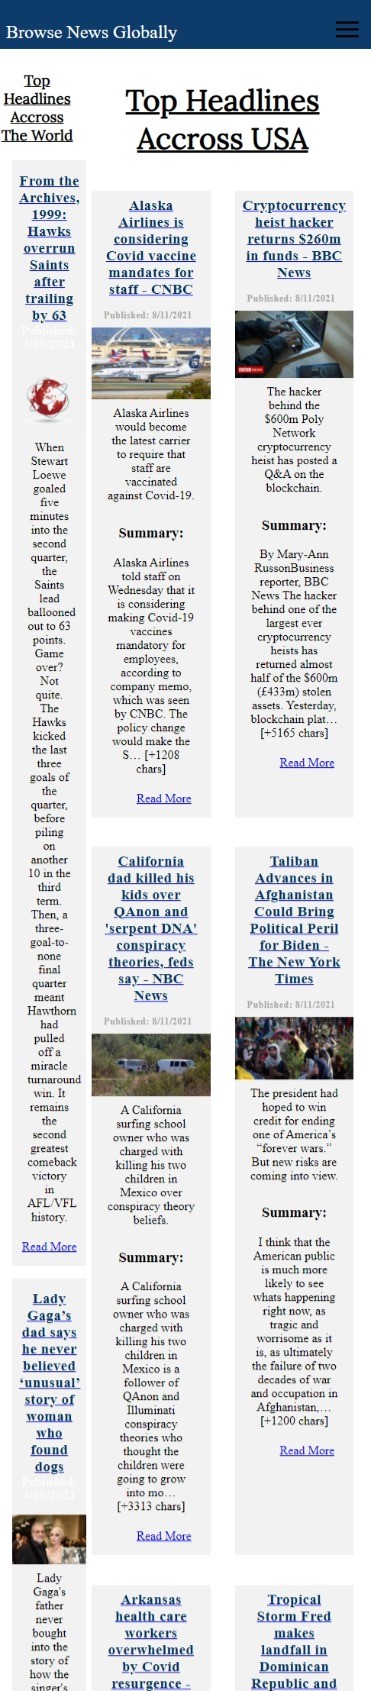 Browse News Globally
Top
Headlines
Accross
The World
From the
Archives,
1999:
Hawks
overrun
Saints
after
trailing
by 63
Published:
4/30/2021
When
Stewart
Loewe
goaled
five
minutes
into the
second
quarter,
the
Saints
lead
ballooned
out to 63
points.
Game
over?
Not
quite.
The
Hawks
kicked
the last
three
goals of
the
quarter,
before
piling
on
another
10 in the
third
term.
Then, a
three-
goal-to-
none
final
quarter
meant
Hawthorn
had
pulled
off a
miracle
turnaround
win. It
remains
the
second
greatest
comeback
victory
in
AFL/VFL
history.
Read More
Lady
Gaga's
dad says
he never
believed
‘unusual’
story of
woman
who
found
dogs
Published:
4/30/2021
Lady
Gaga's
father
never
bought
into the
story of
how the
singer's
Top Headlines
Accross USA
Alaska
Airlines is
considering
Covid vaccine
mandates for
staff - CNBC
Published: 8/11/2021
Alaska Airlines
would become
the latest carrier
to require that
staff are
vaccinated
against Covid-19.
Summary:
Alaska Airlines
told staff on
Wednesday that it
is considering
making Covid-19
vaccines
mandatory for
employees,
according to
company memo,
which was seen
by CNBC. The
policy change
would make the
S… [+1208
chars]
Read More
Cryptocurrency
heist hacker
returns $260m
in funds - BBC
News
Published: 8/11/2021
The hacker
behind the
$600m Poly
Network
cryptocurrency
heist has posted a
Q&A on the
blockchain.
Summary:
By Mary-Ann
RussonBusiness
reporter, BBC
News The hacker
behind one of the
largest ever
cryptocurrency
heists has
returned almost
half of the $600m
(£433m) stolen
assets. Yesterday,
blockchain plat…
[+5165 chars]
Read More
California
dad killed his
kids over
QAnon and
'serpent DNA'
conspiracy
theories, feds
say - NBC
News
Published: 8/11/2021
A California
surfing school
owner who was
charged with
killing his two
children in
Mexico over
conspiracy theory
beliefs.
Summary:
A California
surfing school
owner who was
charged with
killing his two
children in
Mexico is a
follower of
QAnon and
Illuminati
conspiracy
theories who
thought the
children were
going to grow
into mo…
[+3313 chars]
Read More
Taliban
Advances in
Afghanistan
Could Bring
Political Peril
for Biden -
The New York
Times
Published: 8/11/2021
The president had
hoped to win
credit for ending
one of America’s
“forever wars.”
But new risks are
coming into view.
Summary:
I think that the
American public
is much more
likely to see
whats happening
right now, as
tragic and
worrisome as it
is, as ultimately
the failure of two
decades of war
and occupation in
Afghanistan,…
[+1200 chars]
Read More
Arkansas
health care
workers
overwhelmed
by Covid
resurgence -
Tropical
Storm Fred
makes
landfall in
Dominican
Republic and